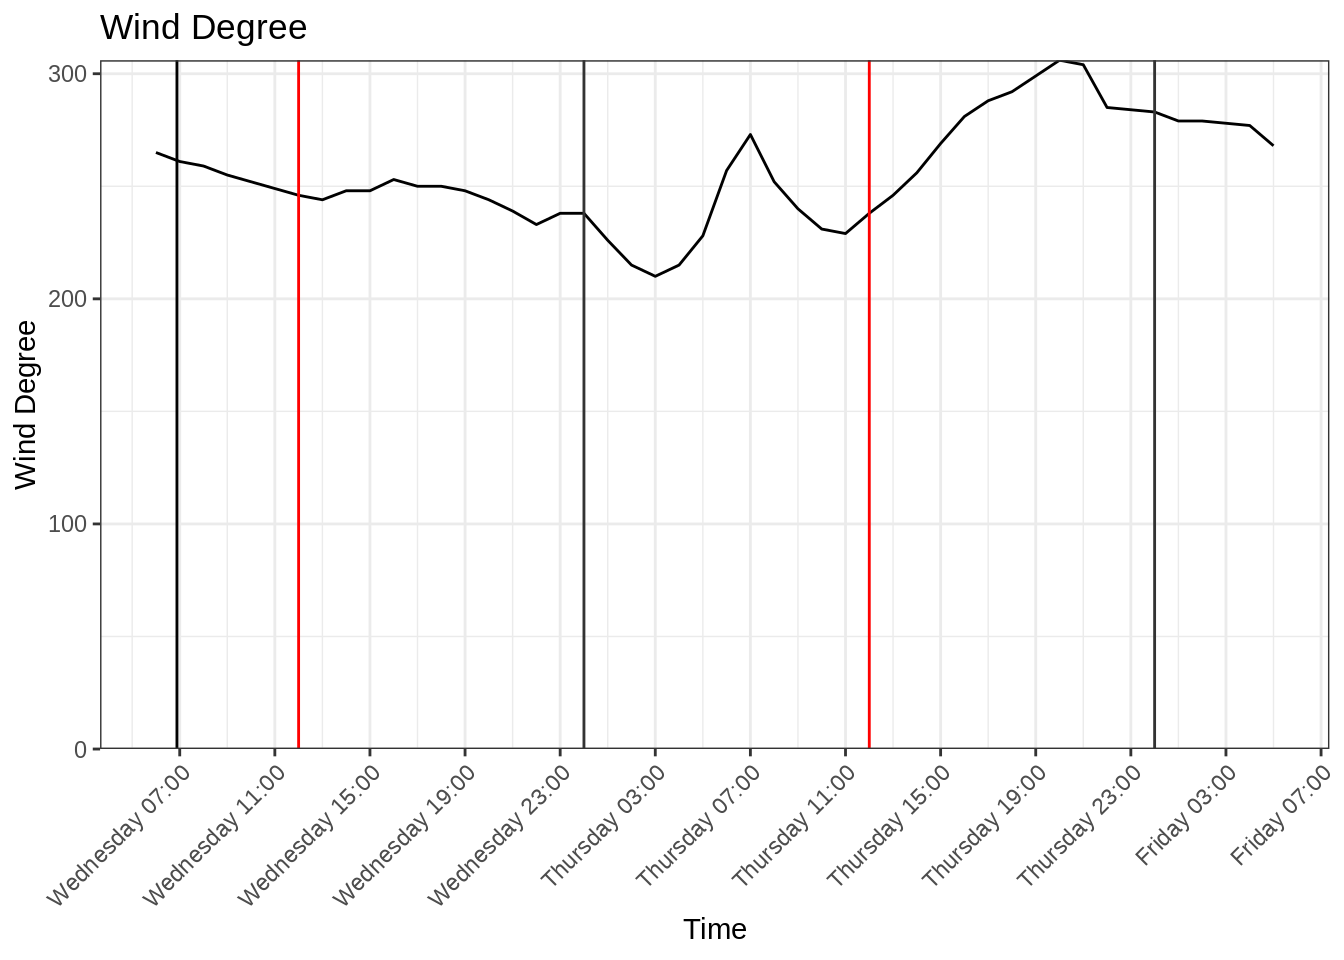 Wind Degree
300
200
100
0
Wind Degree
Wednesday 07:00
Wednesday 11:00
Wednesday 15:00
Wednesday 19:00
Wednesday 23:00
Thursday 03:00
Thursday 07:00
Thursday 11:00
Thursday 15:00
Thursday 19:00
Thursday 23:00
Friday 03:00
Friday 07:00
Time